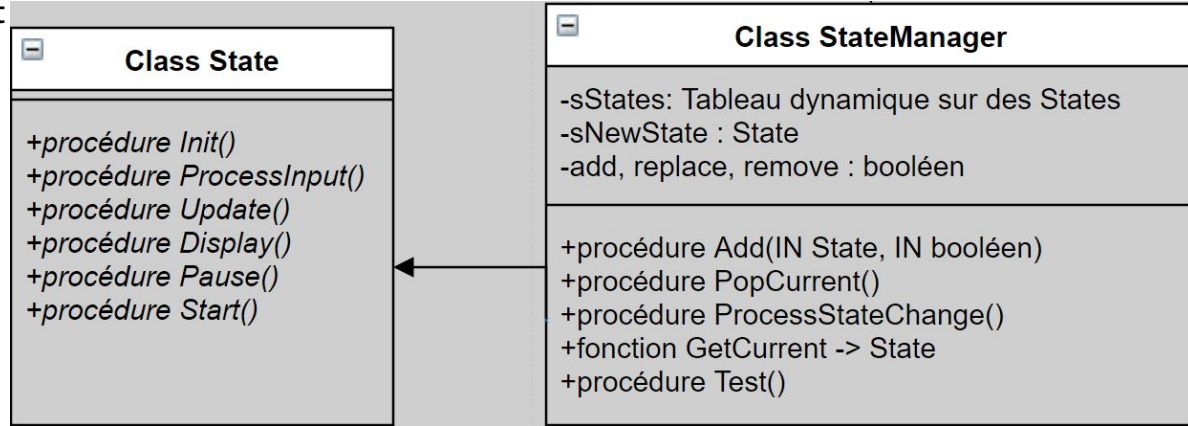 t
Class State
+procédure Init()
+procédure ProcessInput()
+procédure Update()
+procédure Display()
+procédure Pause()
+procédure Start()
Class StateManager
-sStates: Tableau dynamique sur des States
-sNewState : State
-add, replace, remove : booléen
+procédure Add(IN State, IN booléen)
+procédure PopCurrent()
+procédure ProcessStateChange()
+fonction GetCurrent -> State
+procédure Test()